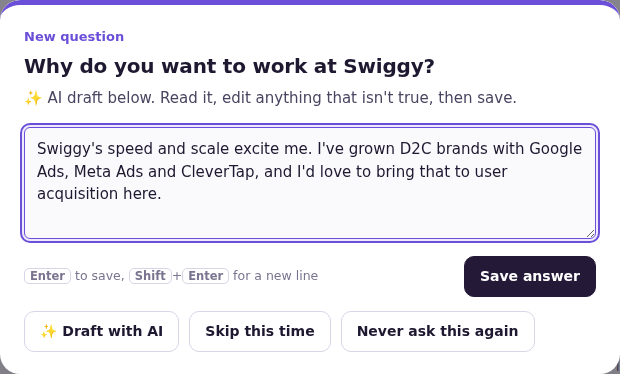 New question
Why do you want to work at Swiggy?
✨ AI draft below. Read it, edit anything that isn't true, then save.
Swiggy's speed and scale excite me. I've grown D2C brands with Google
Ads, Meta Ads and CleverTap, and I'd love to bring that to user
acquisition here.
Enter to save, Shift+Enter for a new line
Save answer
✨ Draft with AI
Skip this time
Never ask this again